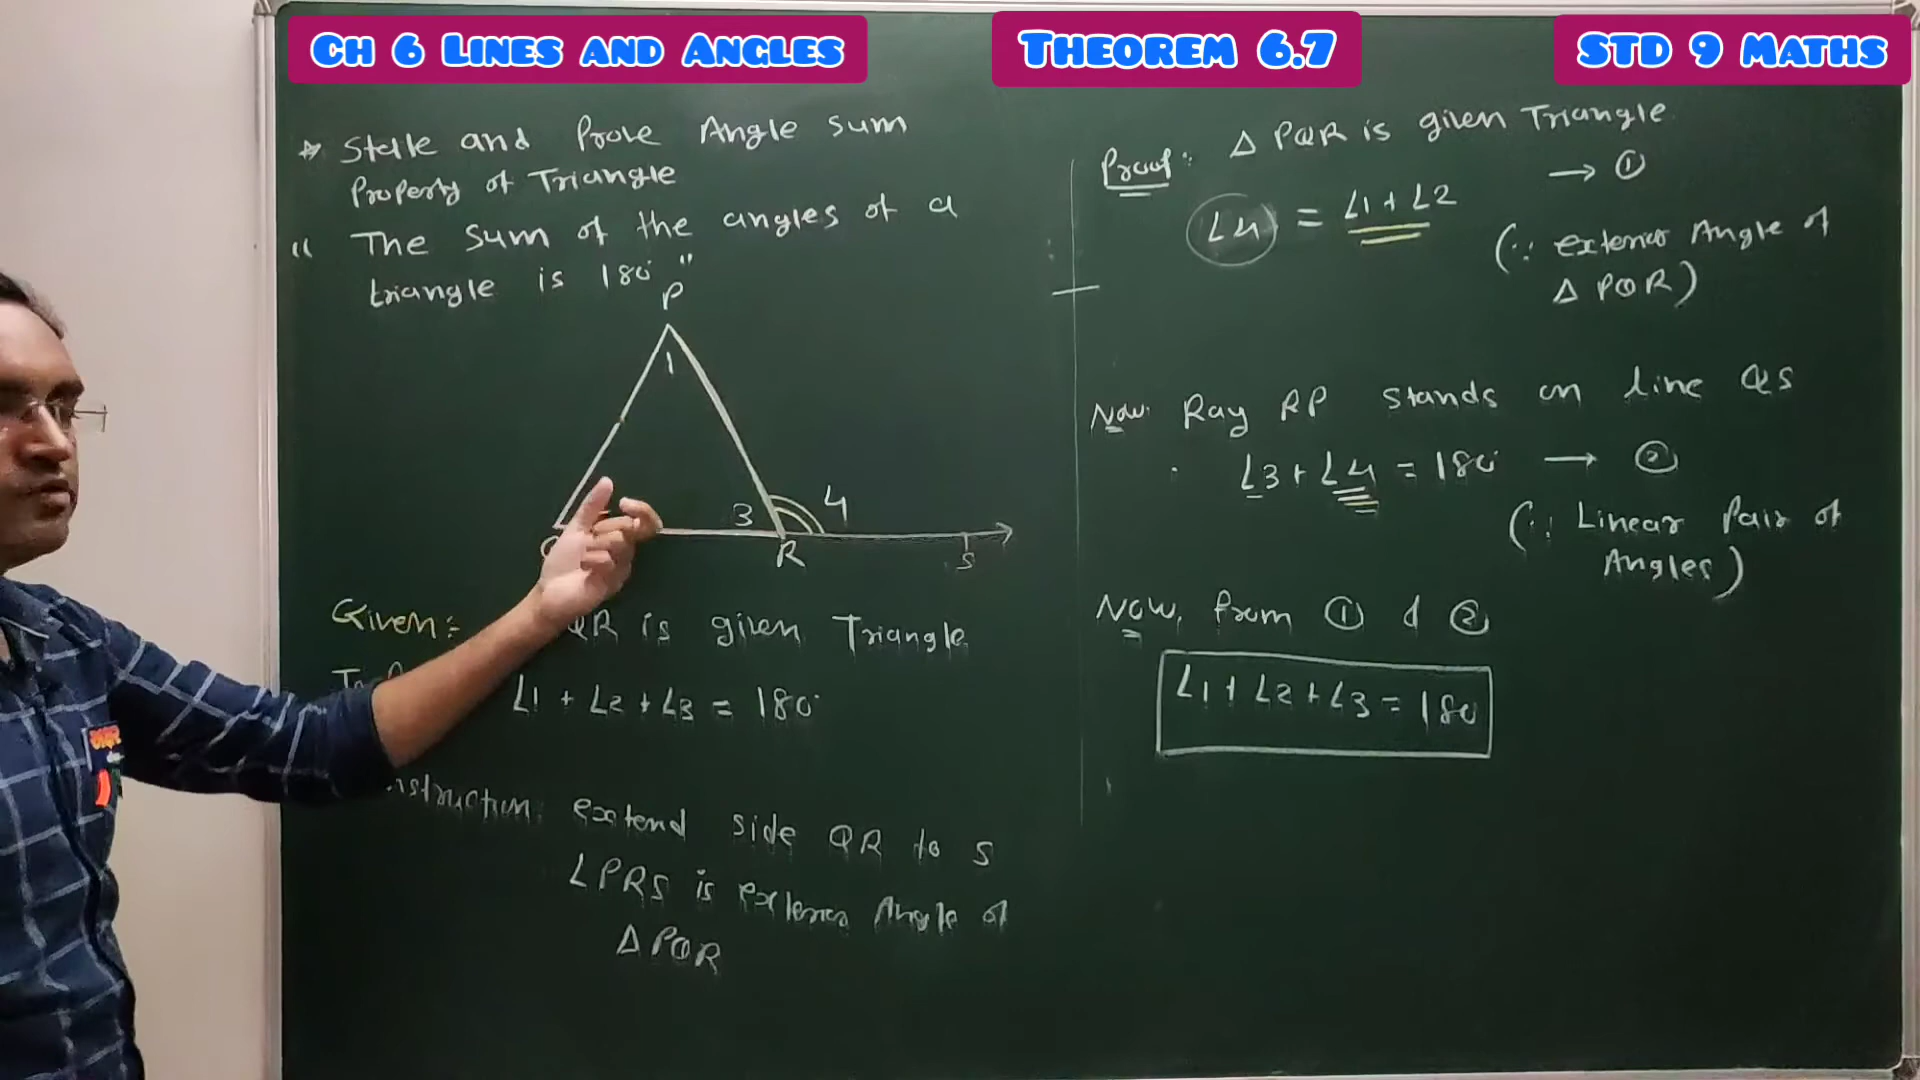 CH 6 LINES AND ANGLES
THEOREM 6.7
STD 9 MATHS
State and Prove Angle sum
Property of Triangle
" The sum of the angles of a
triangle is 180° "
P
1
3
4
R
S
Given:- QR is given Triangle
∠1 + ∠2 + ∠3 = 180°
nstruction: extend side QR to S
∠PRS is exterior Angle of
Δ PQR
Proof: Δ PQR is given Triangle
→ ①
∠4 = ∠1 + ∠2
(∵ exterior Angle of
Δ PQR)
Now. Ray RP stands on line QS
∠3 + ∠4 = 180° → ②
(∵ Linear Pair of
Angles)
Now, from ① & ②
∠1 + ∠2 + ∠3 = 180